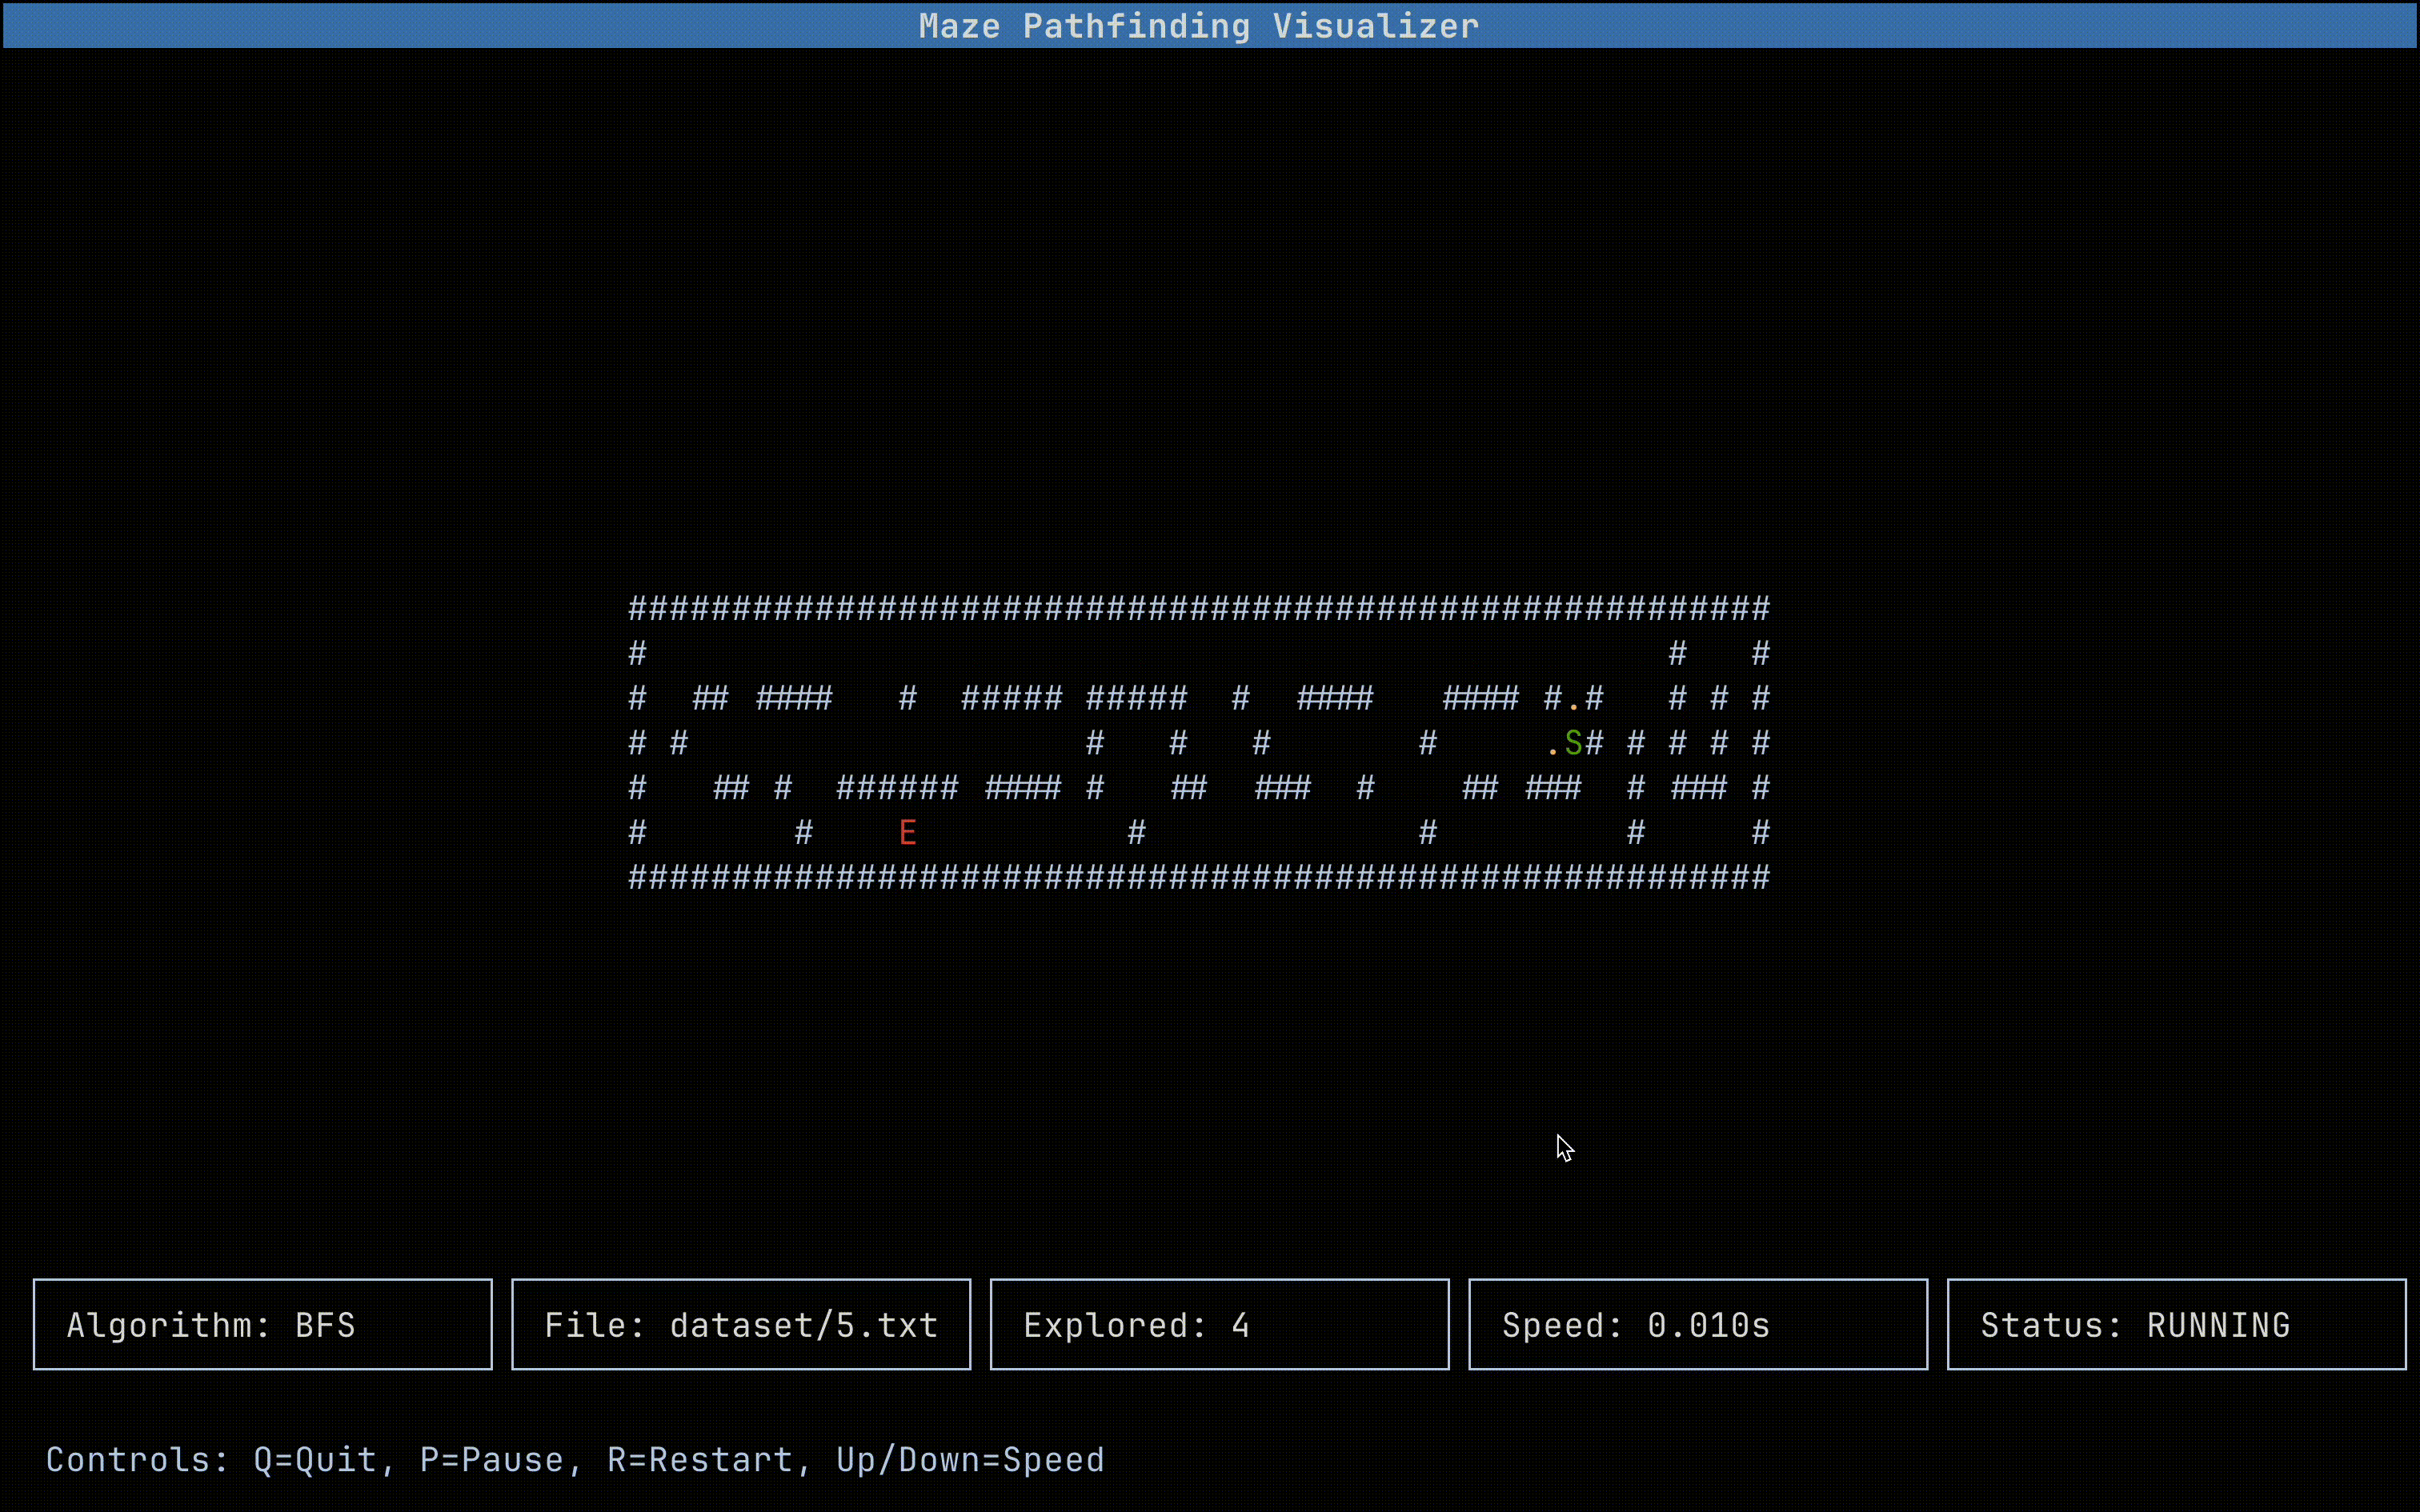 Maze Pathfinding Visualizer
#######################################################
#                                                 #   #
#  ## ####   #  ##### #####  #  ####   #### #.#   # # #
# #                   #   #   #       #     .S# # # # #
#   ## #  ###### #### #   ##  ###  #    ## ###  # ### #
#       #    E          #             #         #     #
#######################################################
Algorithm: BFS
File: dataset/5.txt
Explored: 4
Speed: 0.010s
Status: RUNNING
Controls: Q=Quit, P=Pause, R=Restart, Up/Down=Speed